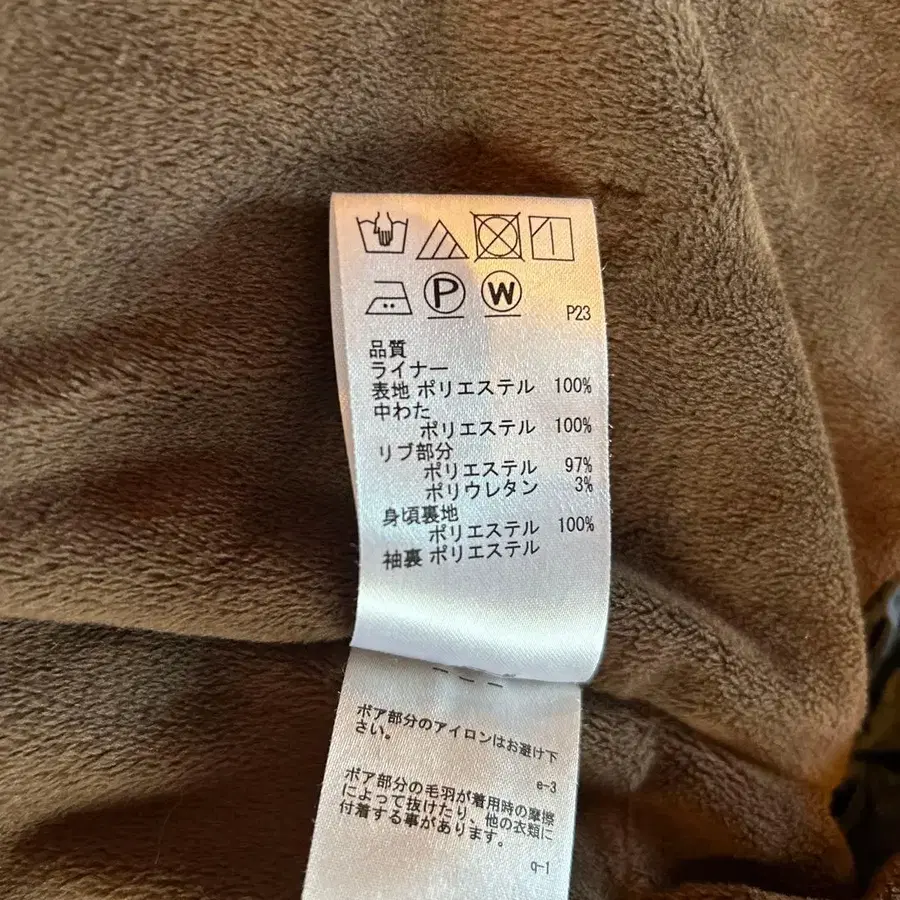 P W
P23
品質
ライナー
表地 ポリエステル 100%
中わた
ポリエステル 100%
リブ部分
ポリエステル 97%
ポリウレタン 3%
身頃裏地
ポリエステル 100%
袖裏 ポリエステル
ボア部分のアイロンはお避け下
さい。
e-3
ボア部分の毛羽が着用時の摩擦
によって抜けたり、他の衣類に
付着する事があります。
q-1